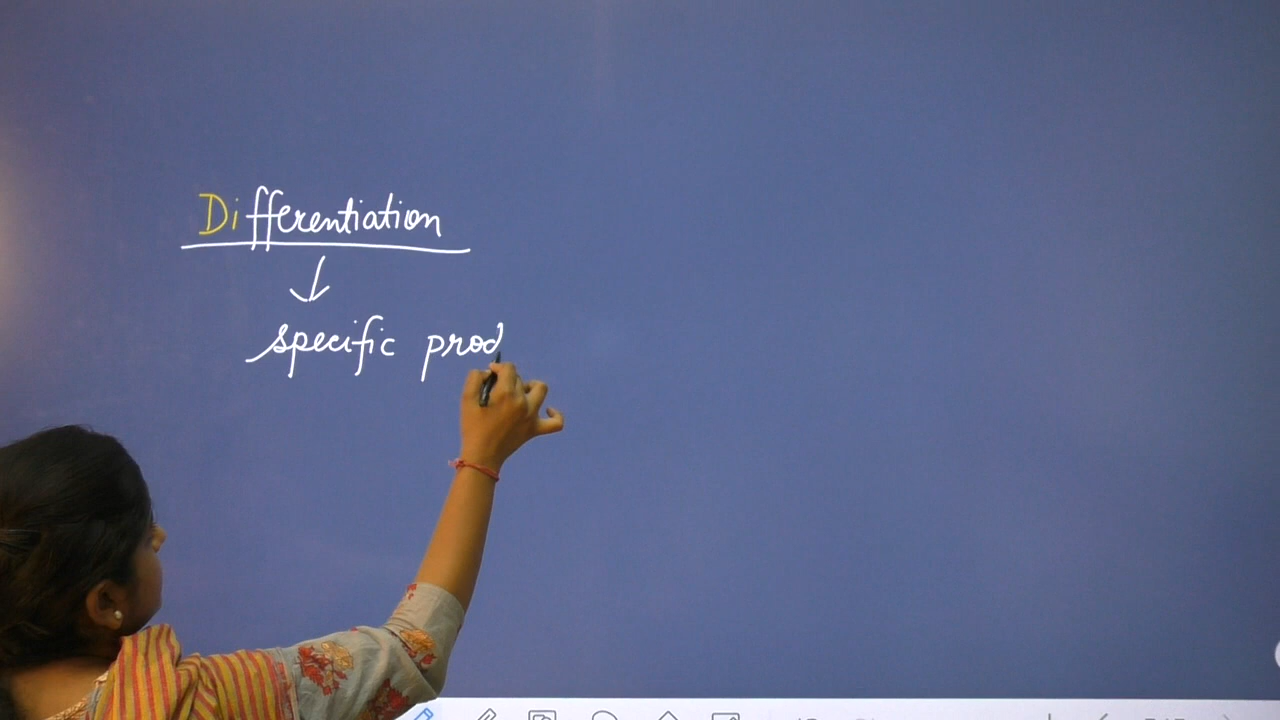 Differentiation
↓
specific prod